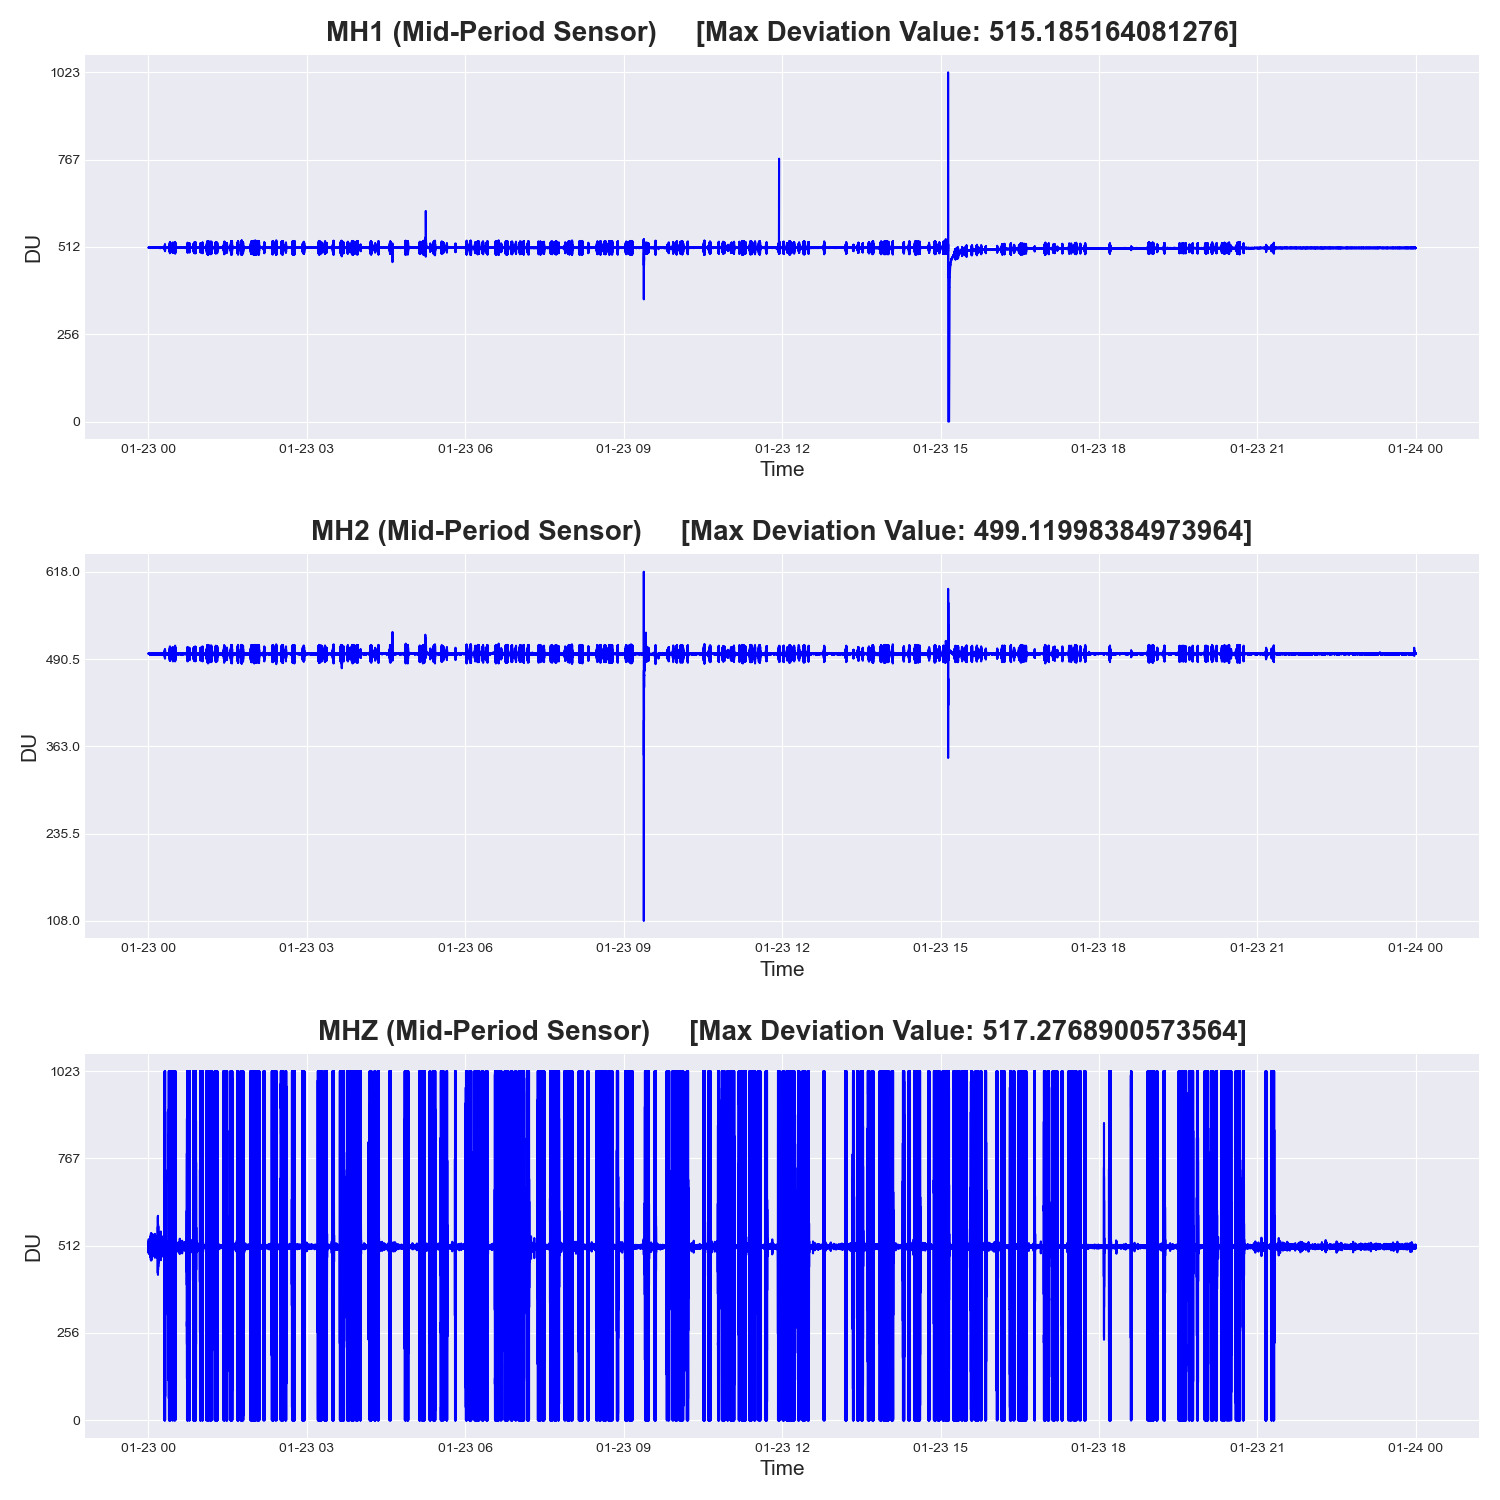 MH1 (Mid-Period Sensor) [Max Deviation Value: 515.185164081276]
1023
767
512
256
0
DU
01-23 00 01-23 03 01-23 06 01-23 09 01-23 12 01-23 15 01-23 18 01-23 21 01-24 00
Time
MH2 (Mid-Period Sensor) [Max Deviation Value: 499.11998384973964]
618.0
490.5
363.0
235.5
108.0
DU
01-23 00 01-23 03 01-23 06 01-23 09 01-23 12 01-23 15 01-23 18 01-23 21 01-24 00
Time
MHZ (Mid-Period Sensor) [Max Deviation Value: 517.2768900573564]
1023
767
512
256
0
DU
01-23 00 01-23 03 01-23 06 01-23 09 01-23 12 01-23 15 01-23 18 01-23 21 01-24 00
Time